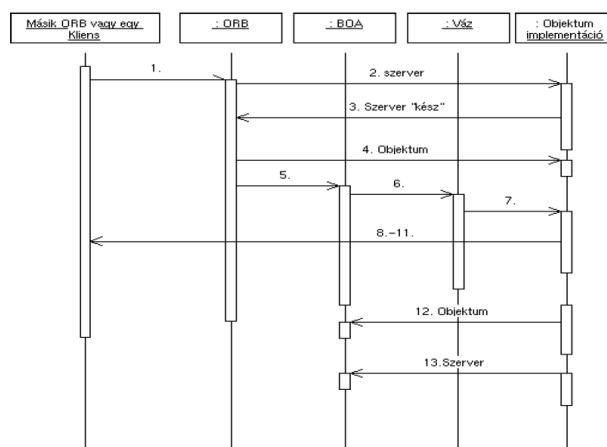 Másik ORB vagy egy
Kliens
: ORB
: BOA
: Váz
: Objektum
implementáció
1.
2. szerver
3. Szerver "kész"
4. Objektum
5.
6.
7.
8.-11.
12. Objektum
13.Szerver